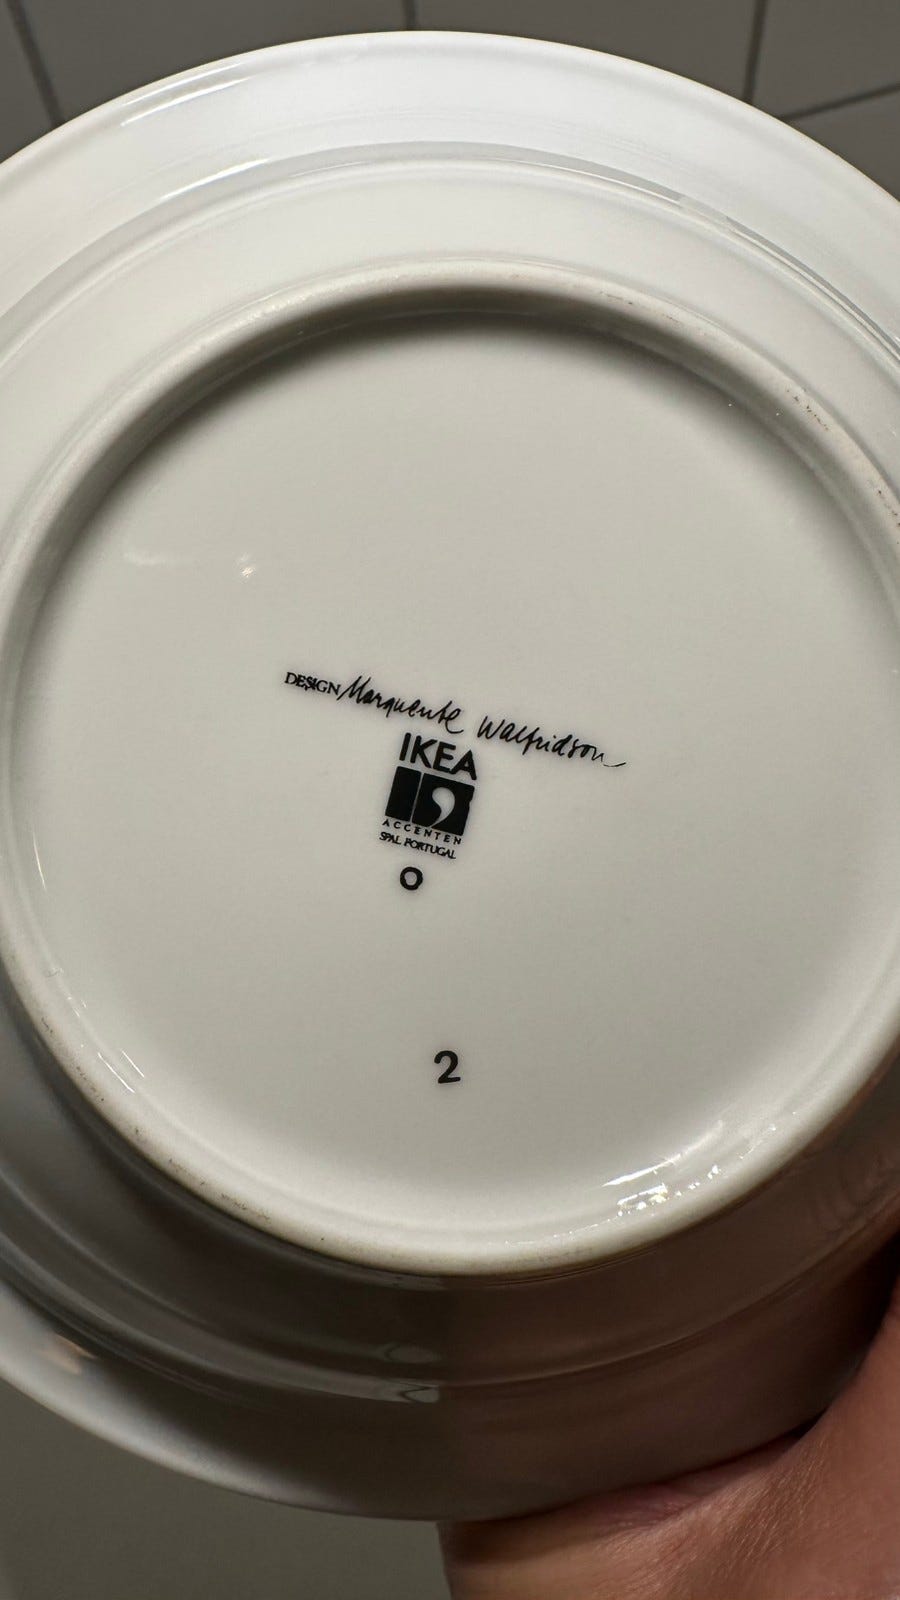 DESIGN Marguerite Walfridson
IKEA
ACCENTEN
SPAL PORTUGAL
O
2